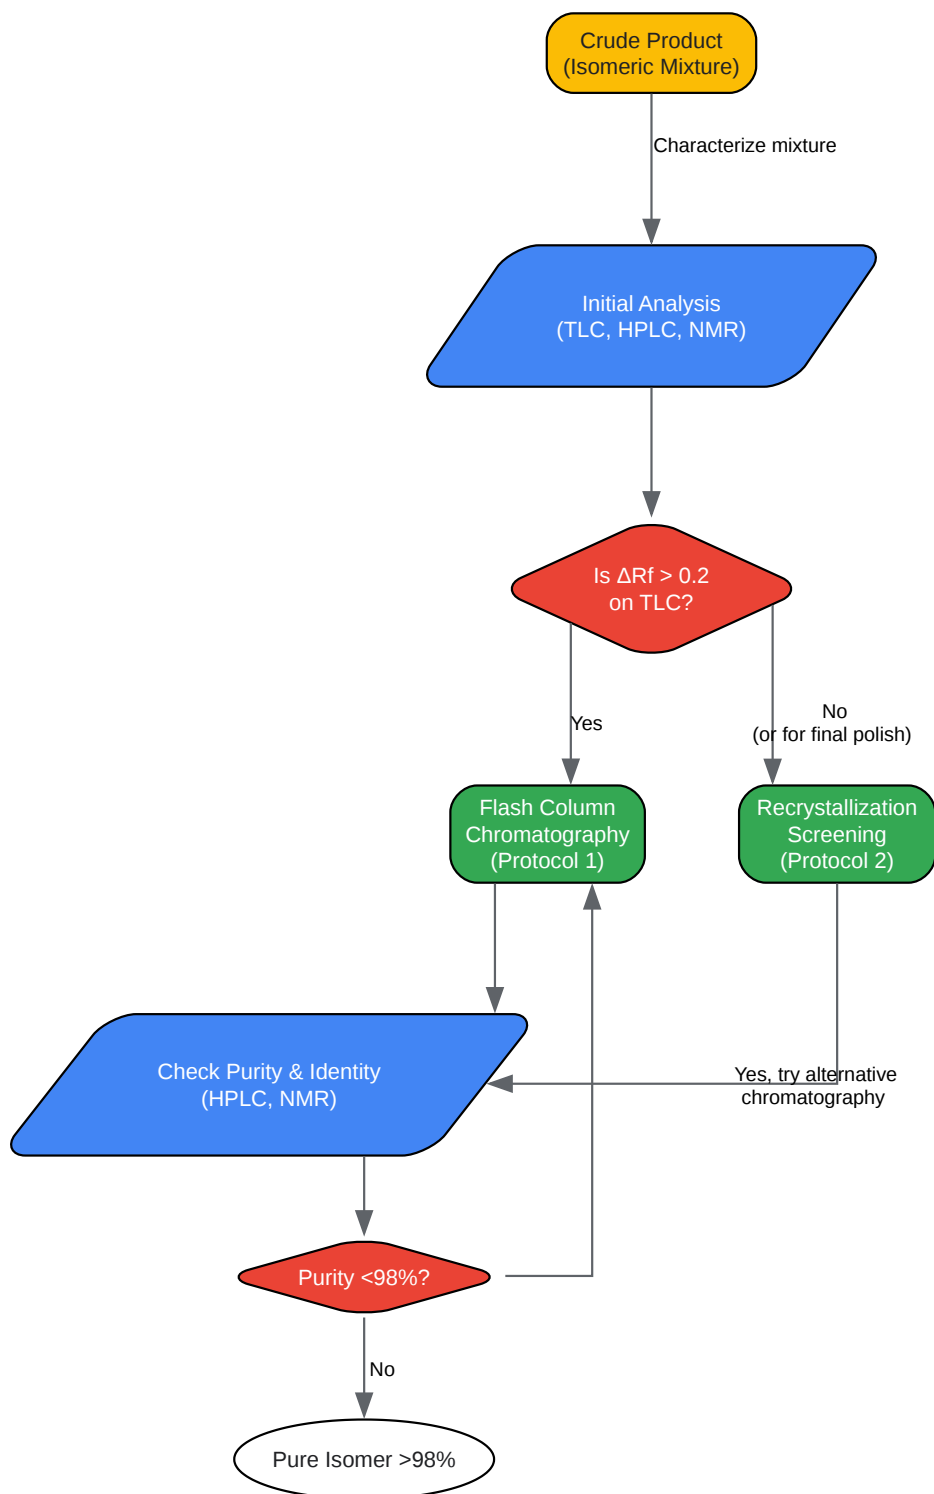 Crude Product
(Isomeric Mixture)
Characterize mixture
Initial Analysis
(TLC, HPLC, NMR)
Is ΔRf > 0.2
on TLC?
Yes
No
(or for final polish)
Flash Column
Chromatography
(Protocol 1)
Recrystallization
Screening
(Protocol 2)
Check Purity & Identity
(HPLC, NMR)
Yes, try alternative
chromatography
Purity <98%?
No
Pure Isomer >98%